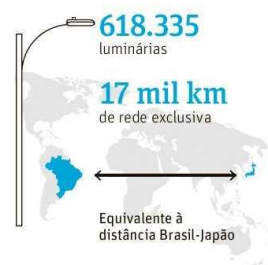 618.335
luminárias
17 mil km
de rede exclusiva
Equivalente à
distância Brasil-Japão